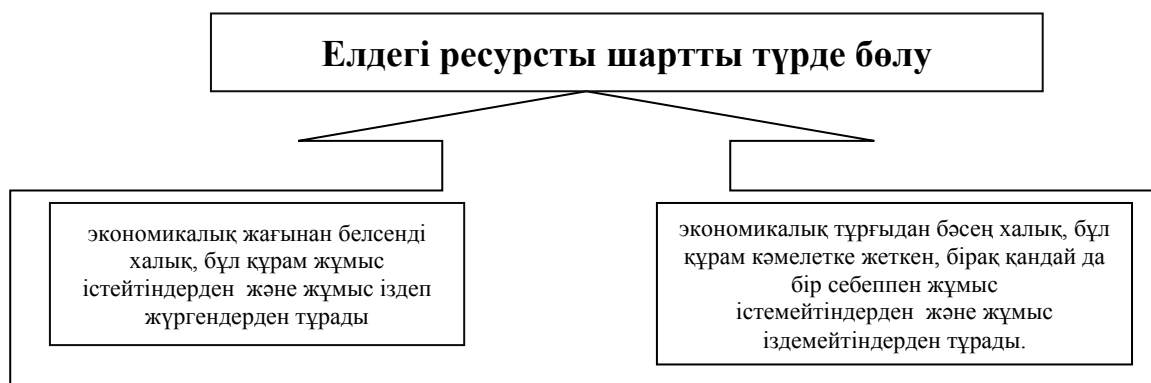 Елдегі ресурсты шартты түрде бөлу
экономикалық жағынан белсенді
халық, бұл құрам жұмыс
істейтіндерден және жұмыс іздеп
жүргендерден тұрады
экономикалық тұрғыдан бәсең халық, бұл
құрам кәмелетке жеткен, бірақ қандай да
бір себеппен жұмыс
істемейтіндерден және жұмыс
іздемейтіндерден тұрады.